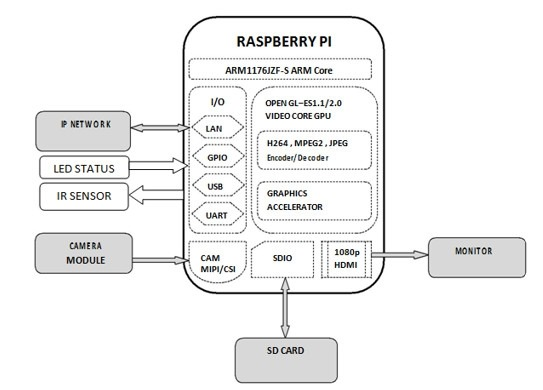 RASPBERRY PI
ARM1176JZF-S ARM Core
I/O
LAN
GPIO
USB
UART
OPEN GL–ES1.1/2.0
VIDEO CORE GPU
H264 , MPEG2 , JPEG
Encoder/Decoder
GRAPHICS
ACCELERATOR
CAM
MIPI/CSI
SDIO
1080p
HDMI
IP NETWORK
LED STATUS
IR SENSOR
CAMERA
MODULE
MONITOR
SD CARD